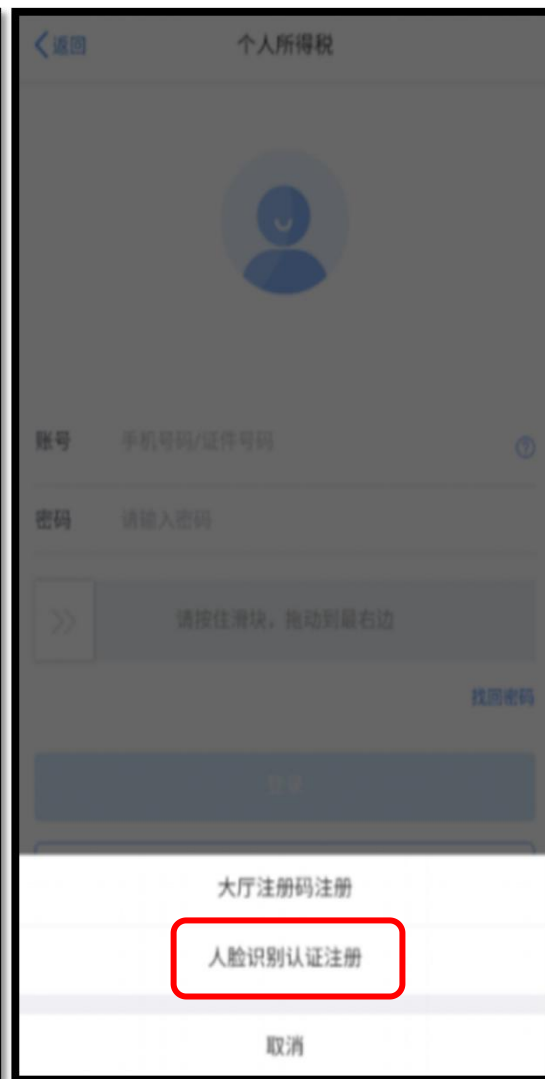 返回 个人所得税
账号 手机号码/证件号码
密码 请输入密码
请按住滑块，拖动到最右边
找回密码
登录
大厅注册码注册
人脸识别认证注册
取消